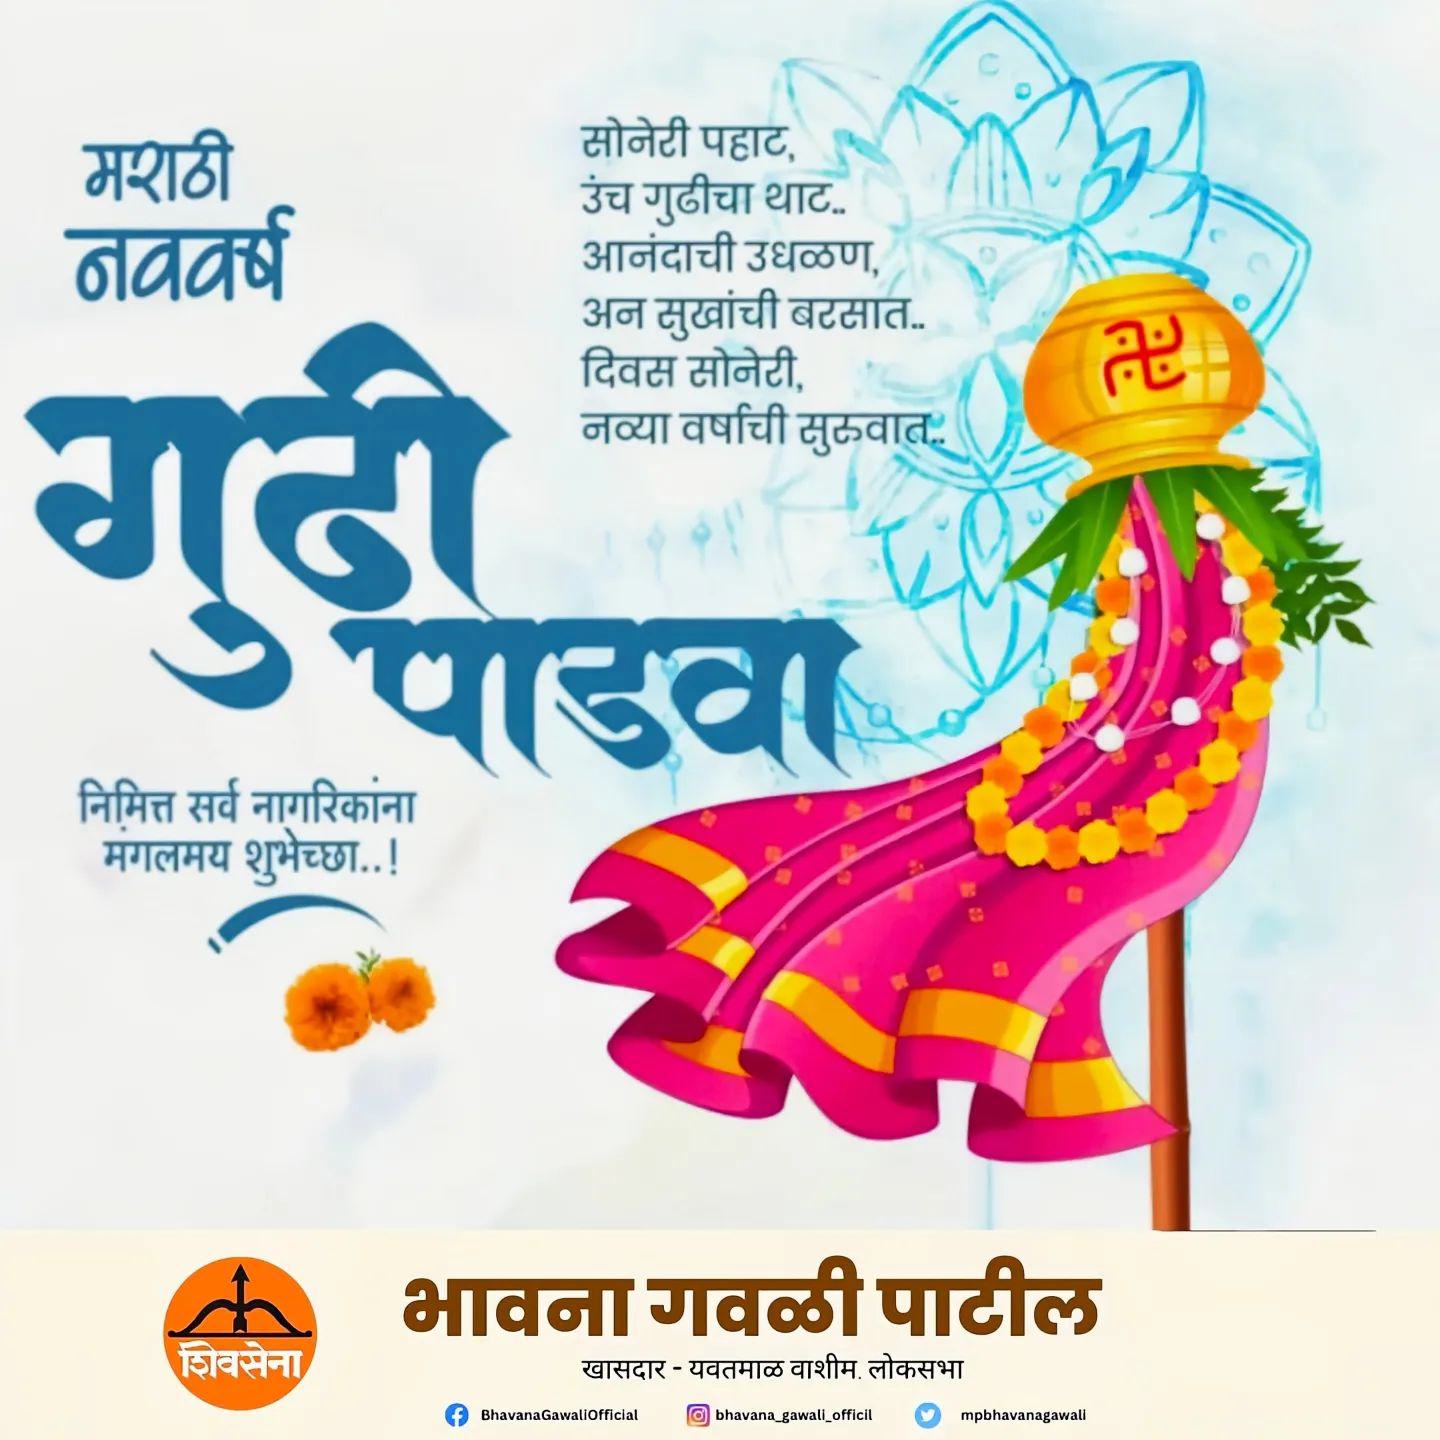 मराठी
नववर्ष
गुढी
पाडवा
निमित्त सर्व नागरिकांना
मंगलमय शुभेच्छा..!
सोनेरी पहाट,
उंच गुढीचा थाट..
आनंदाची उधळण,
अन सुखांची बरसात..
दिवस सोनेरी,
नव्या वर्षाची सुरुवात..
शिवसेना
भावना गवळी पाटील
खासदार - यवतमाळ वाशीम. लोकसभा
BhavanaGawaliOfficial bhavana_gawali_officil mpbhavanagawali